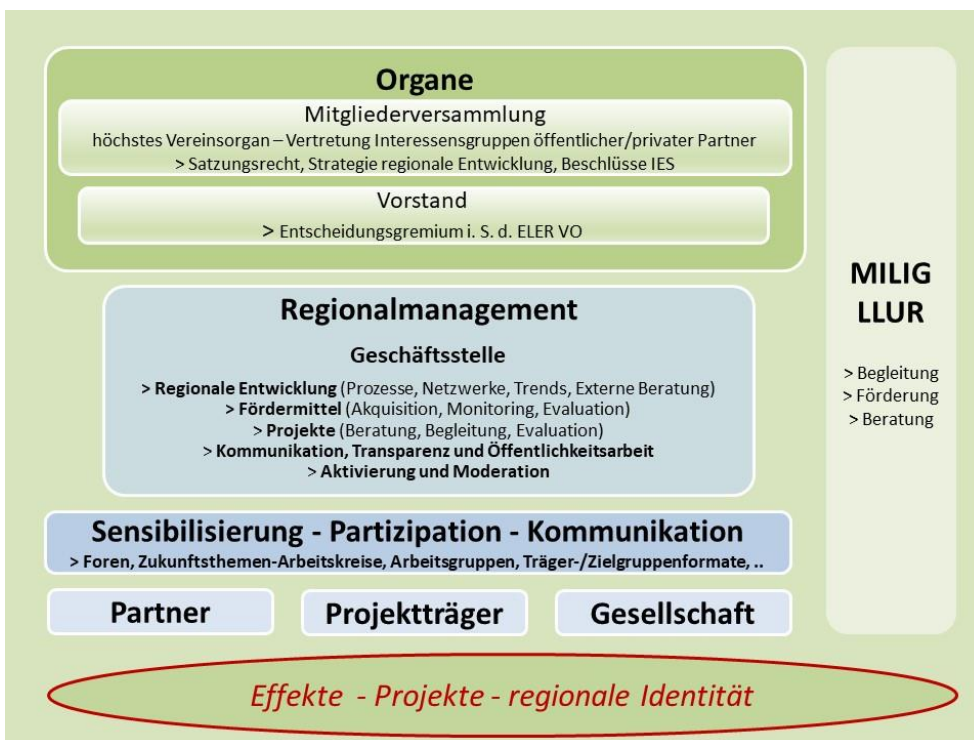 Organe
Mitgliederversammlung
höchstes Vereinsorgan – Vertretung Interessensgruppen öffentlicher/privater Partner
> Satzungsrecht, Strategie regionale Entwicklung, Beschlüsse IES
Vorstand
> Entscheidungsgremium i. S. d. ELER VO
Regionalmanagement
Geschäftsstelle
> Regionale Entwicklung (Prozesse, Netzwerke, Trends, Externe Beratung)
> Fördermittel (Akquisition, Monitoring, Evaluation)
> Projekte (Beratung, Begleitung, Evaluation)
> Kommunikation, Transparenz und Öffentlichkeitsarbeit
> Aktivierung und Moderation
Sensibilisierung - Partizipation - Kommunikation
> Foren, Zukunftsthemen-Arbeitskreise, Arbeitsgruppen, Träger-/Zielgruppenformate, ..
Partner
Projektträger
Gesellschaft
MILIG
LLUR
> Begleitung
> Förderung
> Beratung
Effekte - Projekte - regionale Identität